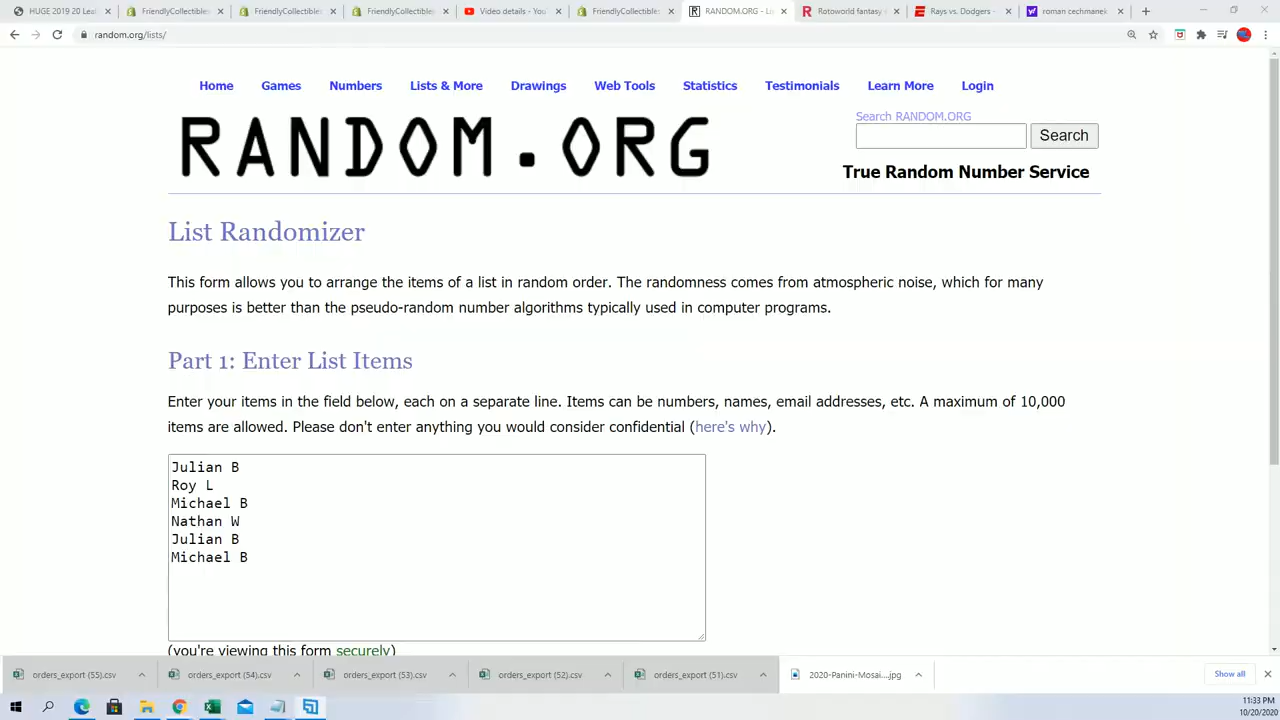 HUGE 2019 20 Lea
FriendlyCollectibles
FriendlyCollectibles
FriendlyCollectibles
Video details - You
FriendlyCollectibles
RANDOM.ORG - Li
Rotoworld fantasy
Rays vs. Dodgers -
roman cechmanek
random.org/lists/
Home Games Numbers Lists & More Drawings Web Tools Statistics Testimonials Learn More Login
RANDOM.ORG
Search RANDOM.ORG
Search
True Random Number Service
List Randomizer
This form allows you to arrange the items of a list in random order. The randomness comes from atmospheric noise, which for many
purposes is better than the pseudo-random number algorithms typically used in computer programs.
Part 1: Enter List Items
Enter your items in the field below, each on a separate line. Items can be numbers, names, email addresses, etc. A maximum of 10,000
items are allowed. Please don't enter anything you would consider confidential (here's why).
Julian B
Roy L
Michael B
Nathan W
Julian B
Michael B
(you're viewing this form securely)
orders_export (55).csv
orders_export (54).csv
orders_export (53).csv
orders_export (52).csv
orders_export (51).csv
2020-Panini-Mosai....jpg
Show all
11:33 PM
10/20/2020